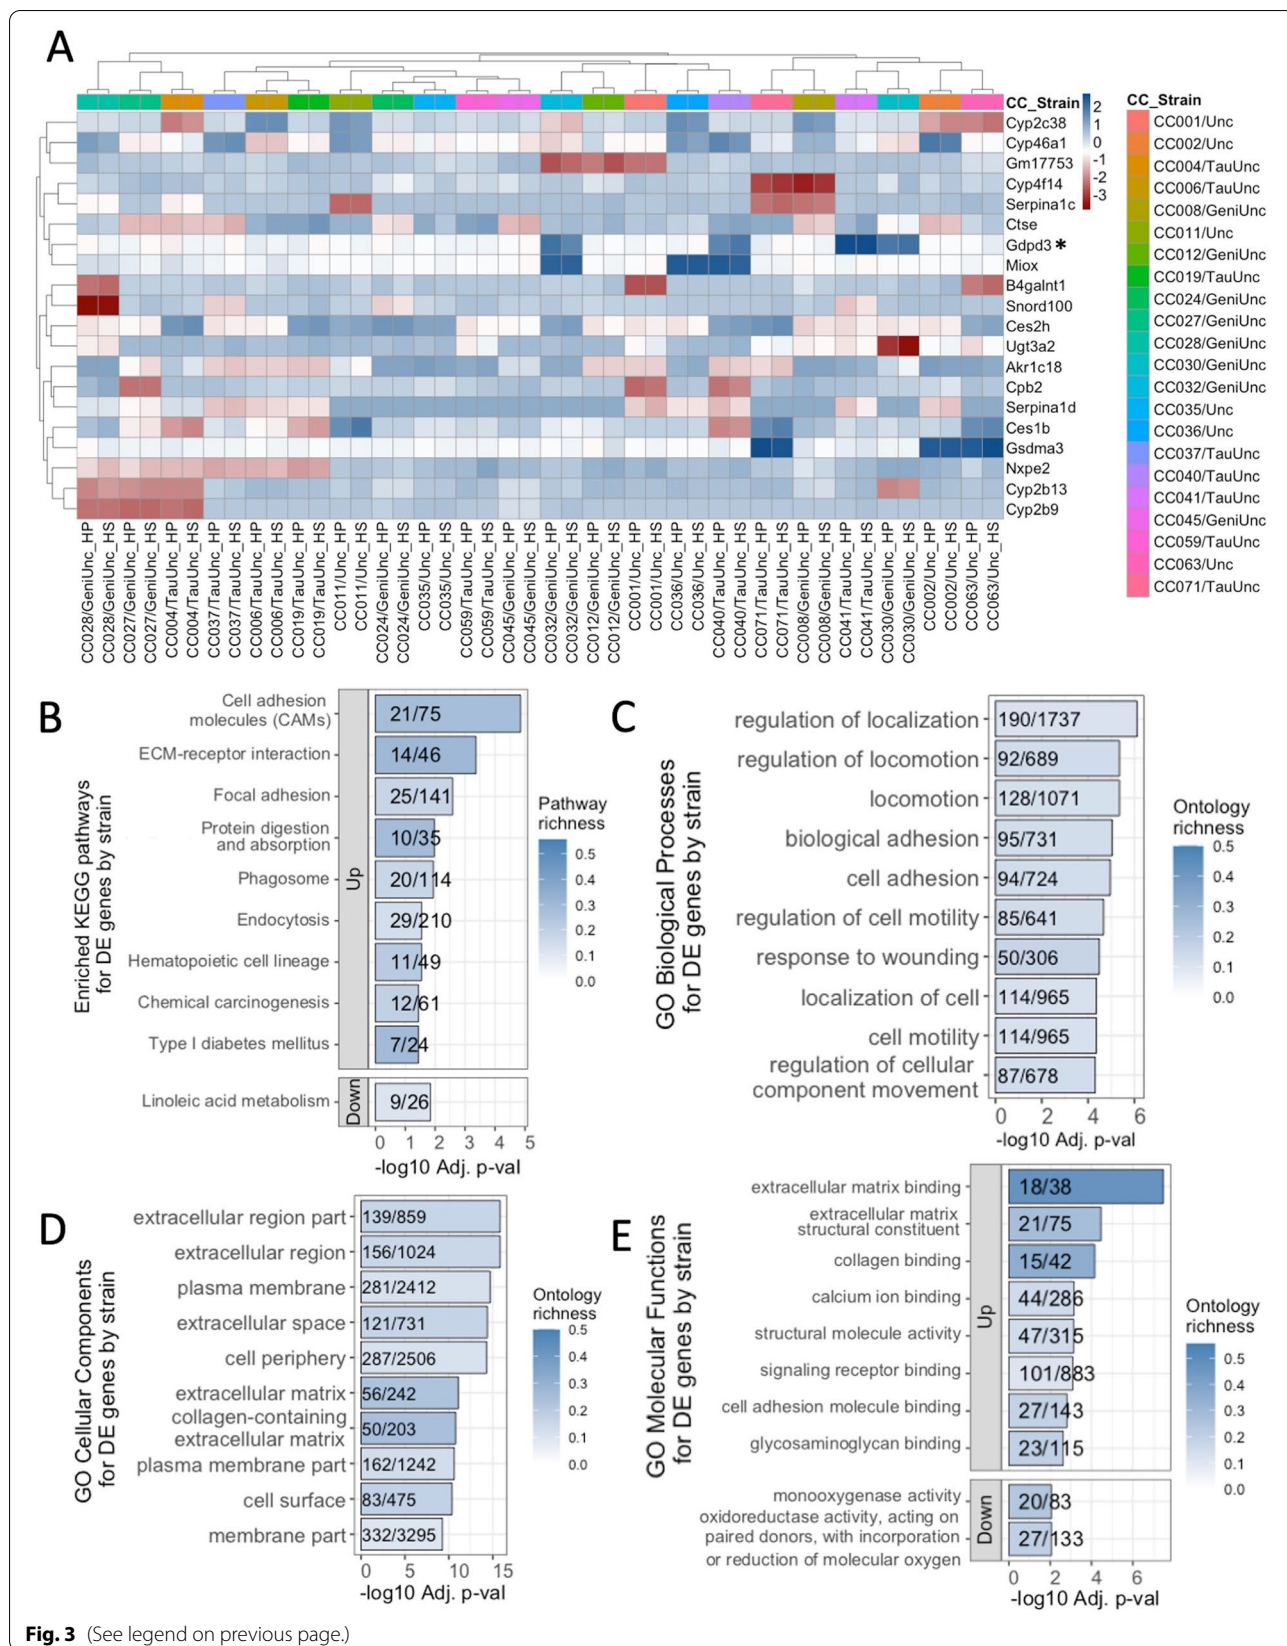 A
CC_Strain
Cyp2c38
Cyp46a1
Gm17753
Cyp4f14
Serpina1c
Ctse
Gdpd3 *
Miox
B4galnt1
Snord100
Ces2h
Ugt3a2
Akr1c18
Cpb2
Serpina1d
Ces1b
Gsdma3
Nxpe2
Cyp2b13
Cyp2b9
2
1
0
-1
-2
-3
CC_Strain
CC001/Unc
CC002/Unc
CC004/TauUnc
CC006/TauUnc
CC008/GeniUnc
CC011/Unc
CC012/GeniUnc
CC019/TauUnc
CC024/GeniUnc
CC027/GeniUnc
CC028/GeniUnc
CC030/GeniUnc
CC032/GeniUnc
CC035/Unc
CC036/Unc
CC037/TauUnc
CC040/TauUnc
CC041/TauUnc
CC045/GeniUnc
CC059/TauUnc
CC063/Unc
CC071/TauUnc
CC028/GeniUnc_HP
CC028/GeniUnc_HS
CC027/GeniUnc_HP
CC027/GeniUnc_HS
CC004/TauUnc_HP
CC004/TauUnc_HS
CC037/TauUnc_HP
CC037/TauUnc_HS
CC006/TauUnc_HP
CC006/TauUnc_HS
CC019/TauUnc_HP
CC019/TauUnc_HS
CC011/Unc_HP
CC011/Unc_HS
CC024/GeniUnc_HP
CC024/GeniUnc_HS
CC035/Unc_HP
CC035/Unc_HS
CC059/TauUnc_HP
CC059/TauUnc_HS
CC045/GeniUnc_HP
CC045/GeniUnc_HS
CC032/GeniUnc_HP
CC032/GeniUnc_HS
CC012/GeniUnc_HP
CC012/GeniUnc_HS
CC001/Unc_HP
CC001/Unc_HS
CC036/Unc_HP
CC036/Unc_HS
CC040/TauUnc_HP
CC040/TauUnc_HS
CC071/TauUnc_HP
CC071/TauUnc_HS
CC008/GeniUnc_HP
CC008/GeniUnc_HS
CC041/TauUnc_HP
CC041/TauUnc_HS
CC030/GeniUnc_HP
CC030/GeniUnc_HS
CC002/Unc_HP
CC002/Unc_HS
CC063/Unc_HP
CC063/Unc_HS
B
Enriched KEGG pathways
for DE genes by strain
Cell adhesion
molecules (CAMs)
21/75
ECM-receptor interaction
14/46
Focal adhesion
25/141
Protein digestion
and absorption
10/35
Phagosome
20/114
Endocytosis
29/210
Hematopoietic cell lineage
11/49
Chemical carcinogenesis
12/61
Type I diabetes mellitus
7/24
Up
Linoleic acid metabolism
9/26
Down
0 1 2 3 4 5
-log10 Adj. p-val
Pathway
richness
0.5
0.4
0.3
0.2
0.1
0.0
C
GO Biological Processes
for DE genes by strain
regulation of localization
190/1737
regulation of locomotion
92/689
locomotion
128/1071
biological adhesion
95/731
cell adhesion
94/724
regulation of cell motility
85/641
response to wounding
50/306
localization of cell
114/965
cell motility
114/965
regulation of cellular
component movement
87/678
0 2 4 6
-log10 Adj. p-val
Ontology
richness
0.5
0.4
0.3
0.2
0.1
0.0
D
GO Cellular Components
for DE genes by strain
extracellular region part
139/859
extracellular region
156/1024
plasma membrane
281/2412
extracellular space
121/731
cell periphery
287/2506
extracellular matrix
56/242
collagen-containing
extracellular matrix
50/203
plasma membrane part
162/1242
cell surface
83/475
membrane part
332/3295
0 5 10 15
-log10 Adj. p-val
Ontology
richness
0.5
0.4
0.3
0.2
0.1
0.0
E
GO Molecular Functions
for DE genes by strain
extracellular matrix binding
18/38
extracellular matrix
structural constituent
21/75
collagen binding
15/42
calcium ion binding
44/286
structural molecule activity
47/315
signaling receptor binding
101/883
cell adhesion molecule binding
27/143
glycosaminoglycan binding
23/115
Up
monooxygenase activity
20/83
oxidoreductase activity, acting on
paired donors, with incorporation
or reduction of molecular oxygen
27/133
Down
0 2 4 6
-log10 Adj. p-val
Ontology
richness
0.5
0.4
0.3
0.2
0.1
0.0
Fig. 3 (See legend on previous page.)